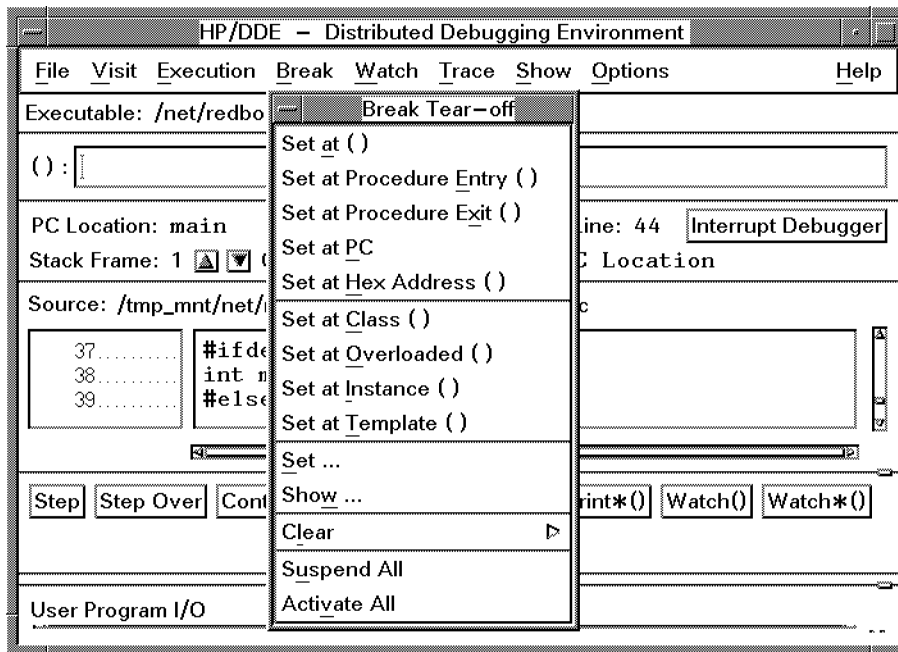 HP/DDE – Distributed Debugging Environment
File Visit Execution Break Watch Trace Show Options Help
Executable: /net/redbo
Break Tear–off
( ) :
Set at ( )
Set at Procedure Entry ( )
Set at Procedure Exit ( )
Set at PC
Set at Hex Address ( )
Set at Class ( )
Set at Overloaded ( )
Set at Instance ( )
Set at Template ( )
Set ...
Show ...
Clear
Suspend All
Activate All
PC Location: main
ine: 44 Interrupt Debugger
Stack Frame: 1
Location
Source: /tmp_mnt/net/
c
37.......... #ifde
38.......... int m
39.......... #else
Step Step Over Cont
rint*() Watch() Watch*()
User Program I/O